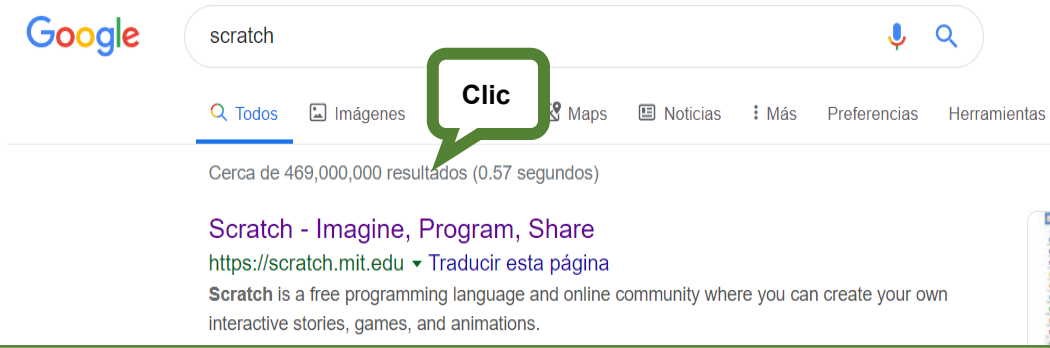 Google
scratch
Clic
Todos Imágenes Maps Noticias Más Preferencias Herramientas
Cerca de 469,000,000 resultados (0.57 segundos)
Scratch - Imagine, Program, Share
https://scratch.mit.edu Traducir esta página
Scratch is a free programming language and online community where you can create your own
interactive stories, games, and animations.